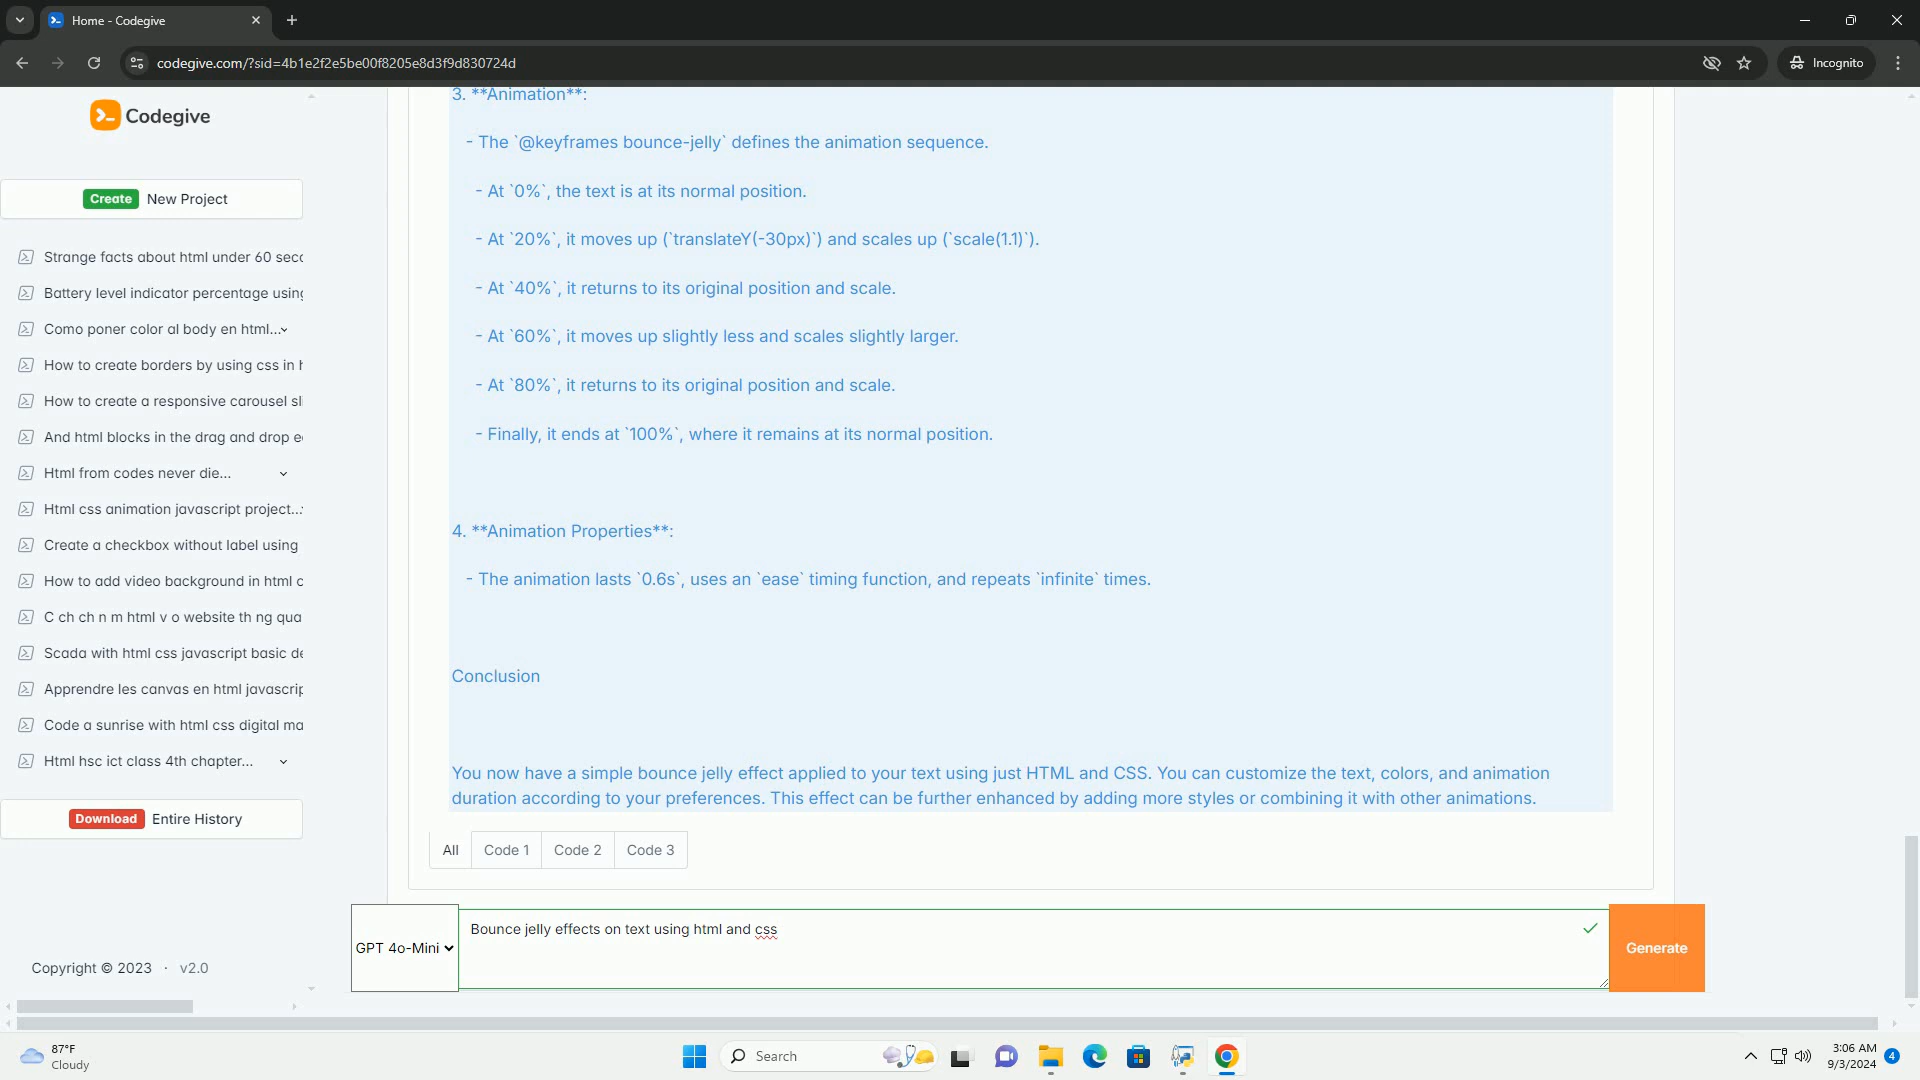 Home - Codegive
codegive.com/?sid=4b1e2f2e5be00f8205e8d3f9d830724d
Incognito
Codegive
Create New Project
Strange facts about html under 60 seco
Battery level indicator percentage using
Como poner color al body en html...
How to create borders by using css in h
How to create a responsive carousel sli
And html blocks in the drag and drop ed
Html from codes never die...
Html css animation javascript project...
Create a checkbox without label using
How to add video background in html c
C ch ch n m html v o website th ng qua
Scada with html css javascript basic de
Apprendre les canvas en html javascrip
Code a sunrise with html css digital ma
Html hsc ict class 4th chapter...
Download Entire History
Copyright © 2023 · v2.0
3. **Animation**:
- The `@keyframes bounce-jelly` defines the animation sequence.
- At `0%`, the text is at its normal position.
- At `20%`, it moves up (`translateY(-30px)`) and scales up (`scale(1.1)`).
- At `40%`, it returns to its original position and scale.
- At `60%`, it moves up slightly less and scales slightly larger.
- At `80%`, it returns to its original position and scale.
- Finally, it ends at `100%`, where it remains at its normal position.
4. **Animation Properties**:
- The animation lasts `0.6s`, uses an `ease` timing function, and repeats `infinite` times.
Conclusion
You now have a simple bounce jelly effect applied to your text using just HTML and CSS. You can customize the text, colors, and animation
duration according to your preferences. This effect can be further enhanced by adding more styles or combining it with other animations.
All Code 1 Code 2 Code 3
GPT 4o-Mini
Bounce jelly effects on text using html and css
Generate
87°F
Cloudy
Search
3:06 AM
9/3/2024
4